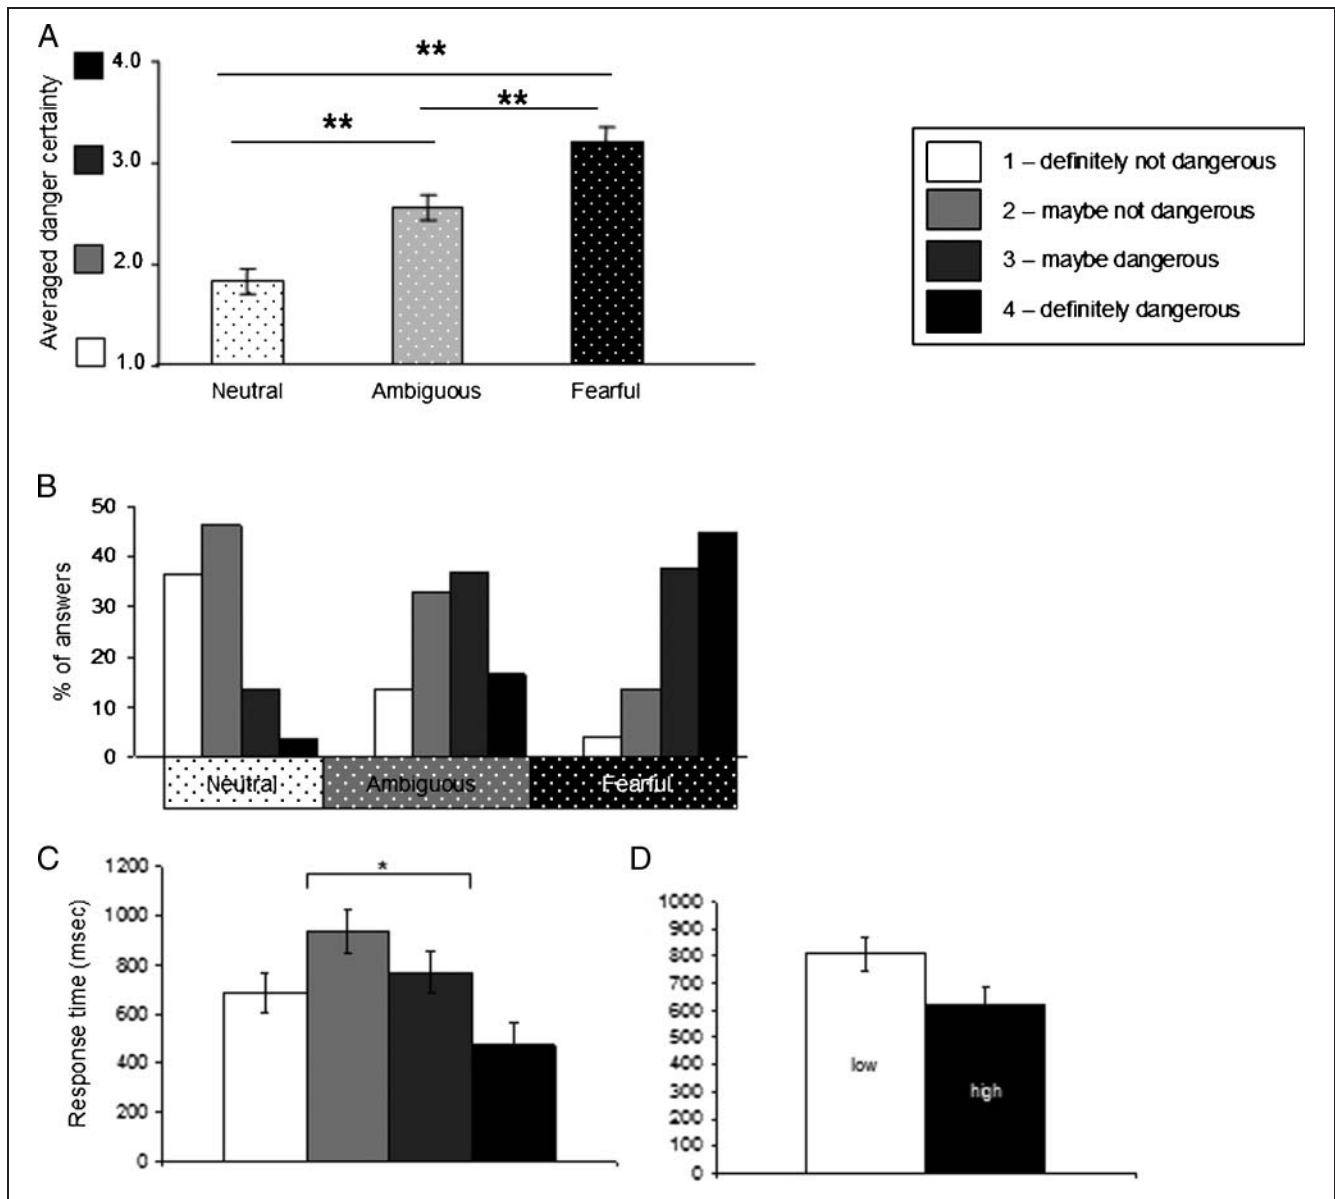 A
Averaged danger certainty
4.0
3.0
2.0
1.0
**
**
**
Neutral
Ambiguous
Fearful
1 – definitely not dangerous
2 – maybe not dangerous
3 – maybe dangerous
4 – definitely dangerous
B
% of answers
50
40
30
20
10
0
Neutral
Ambiguous
Fearful
C
Response time (msec)
1200
1000
800
600
400
200
0
*
D
1000
900
800
700
600
500
400
300
200
100
0
low
high